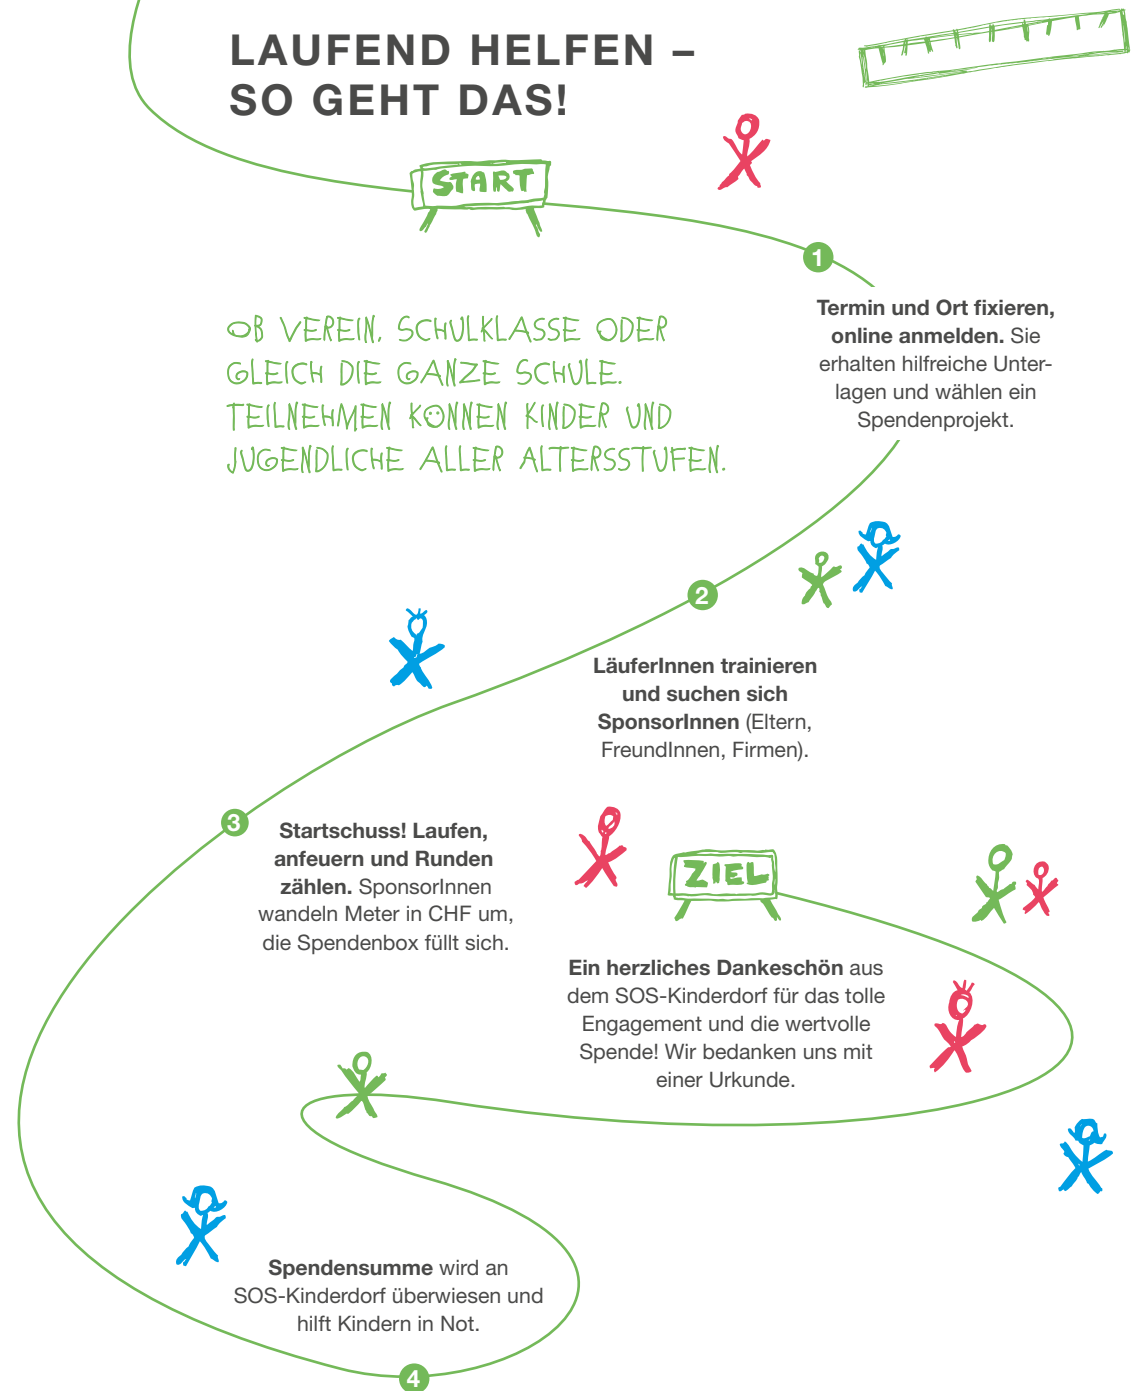 LAUFEND HELFEN –
SO GEHT DAS!
START
1
Termin und Ort fixieren,
online anmelden. Sie
erhalten hilfreiche Unter-
lagen und wählen ein
Spendenprojekt.
OB VEREIN, SCHULKLASSE ODER
GLEICH DIE GANZE SCHULE.
TEILNEHMEN KÖNNEN KINDER UND
JUGENDLICHE ALLER ALTERSSTUFEN.
2
LäuferInnen trainieren
und suchen sich
SponsorInnen (Eltern,
FreundInnen, Firmen).
3
Startschuss! Laufen,
anfeuern und Runden
zählen. SponsorInnen
wandeln Meter in CHF um,
die Spendenbox füllt sich.
ZIEL
Ein herzliches Dankeschön aus
dem SOS-Kinderdorf für das tolle
Engagement und die wertvolle
Spende! Wir bedanken uns mit
einer Urkunde.
Spendensumme wird an
SOS-Kinderdorf überwiesen und
hilft Kindern in Not.
4